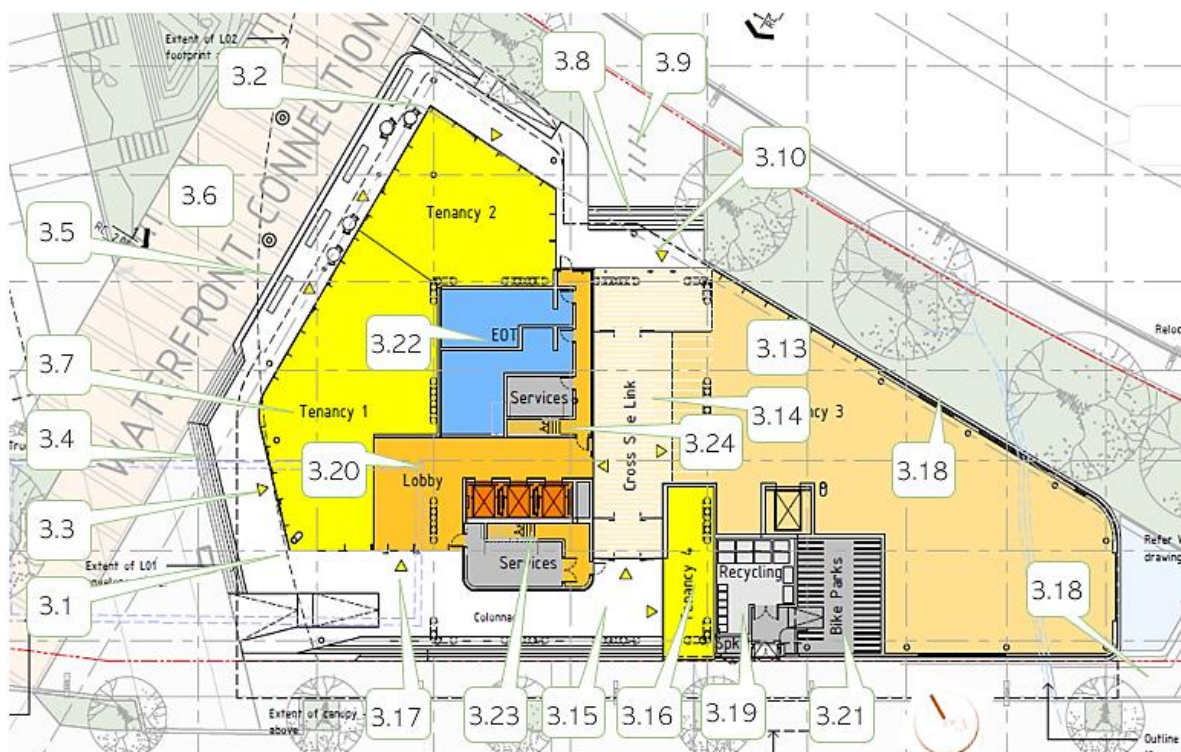 Extent of L02
footprint
3.2
3.8
3.9
3.10
3.6
3.5
WATERFRONT CONNECTION
Tenancy 2
3.7
3.22
EOT
3.13
Reloc
Services
Tenancy 1
3.14
ncy 3
3.4
3.24
3.20
Lobby
Cross Site Link
3.18
3.3
Extent of L01
Services
Tenancy 4
Recycling
Bike Parks
Refer W
drawing
3.1
3.18
Colonna
Spk
Extent of canopy
above
3.17
3.23
3.15
3.16
3.19
3.21
Outline